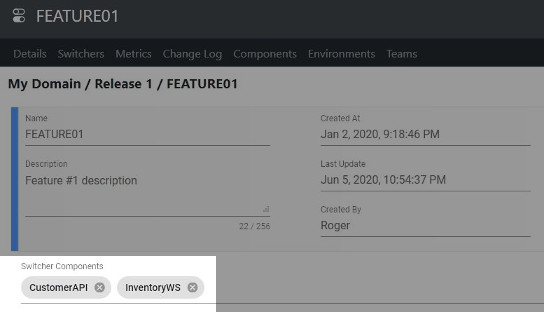 FEATURE01
Details Switchers Metrics Change Log Components Environments Teams
My Domain / Release 1 / FEATURE01
Name
FEATURE01
Created At
Jan 2, 2020, 9:18:46 PM
Description
Feature #1 description
22 / 256
Last Update
Jun 5, 2020, 10:54:37 PM
Created By
Roger
Switcher Components
CustomerAPI InventoryWS